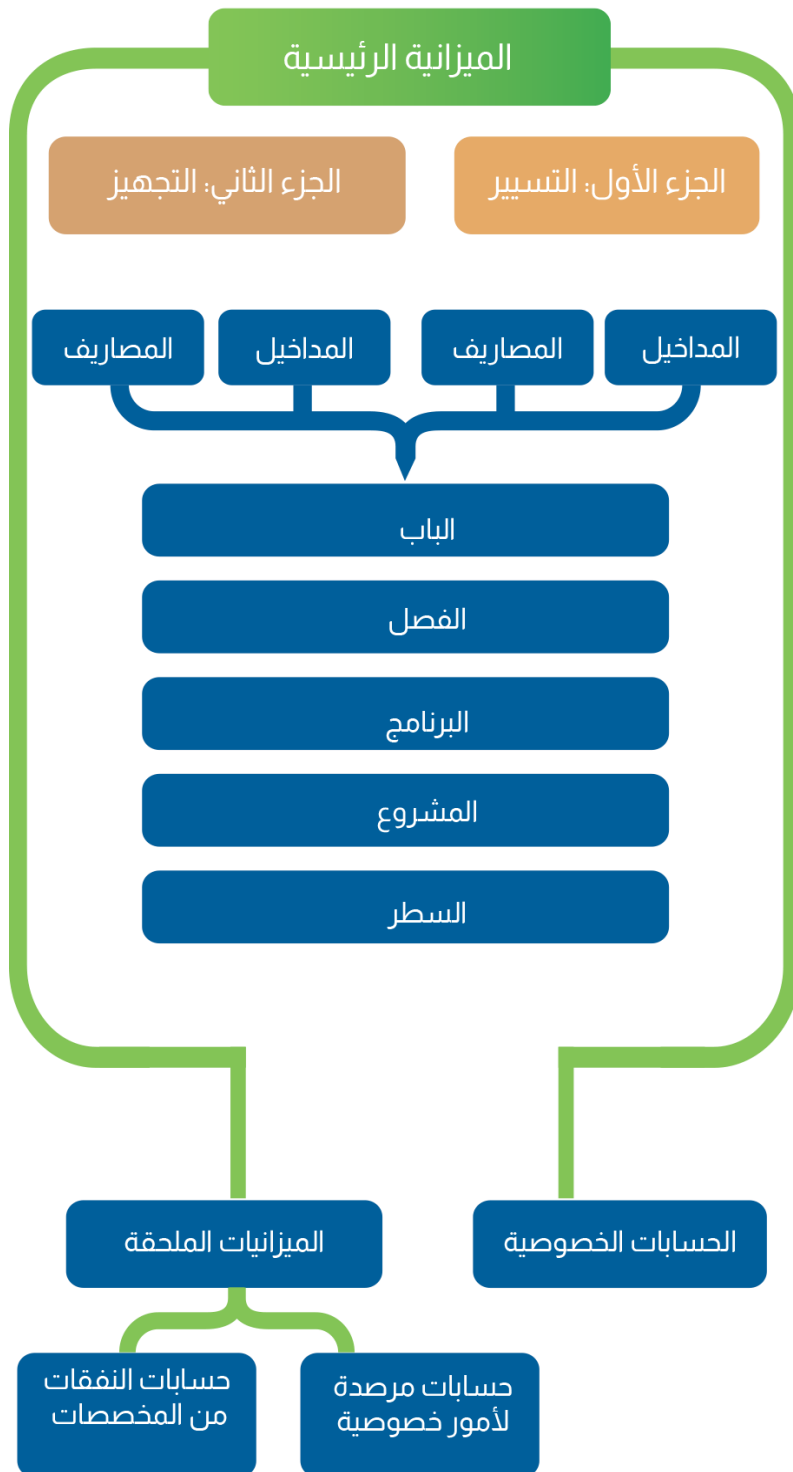 الميزانية الرئيسية
الجزء الأول: التسيير
الجزء الثاني: التجهيز
المداخيل
المصاريف
المداخيل
المصاريف
الباب
الفصل
البرنامج
المشروع
السطر
الحسابات الخصوصية
الميزانيات الملحقة
حسابات مرصدة
لأمور خصوصية
حسابات النفقات
من المخصصات